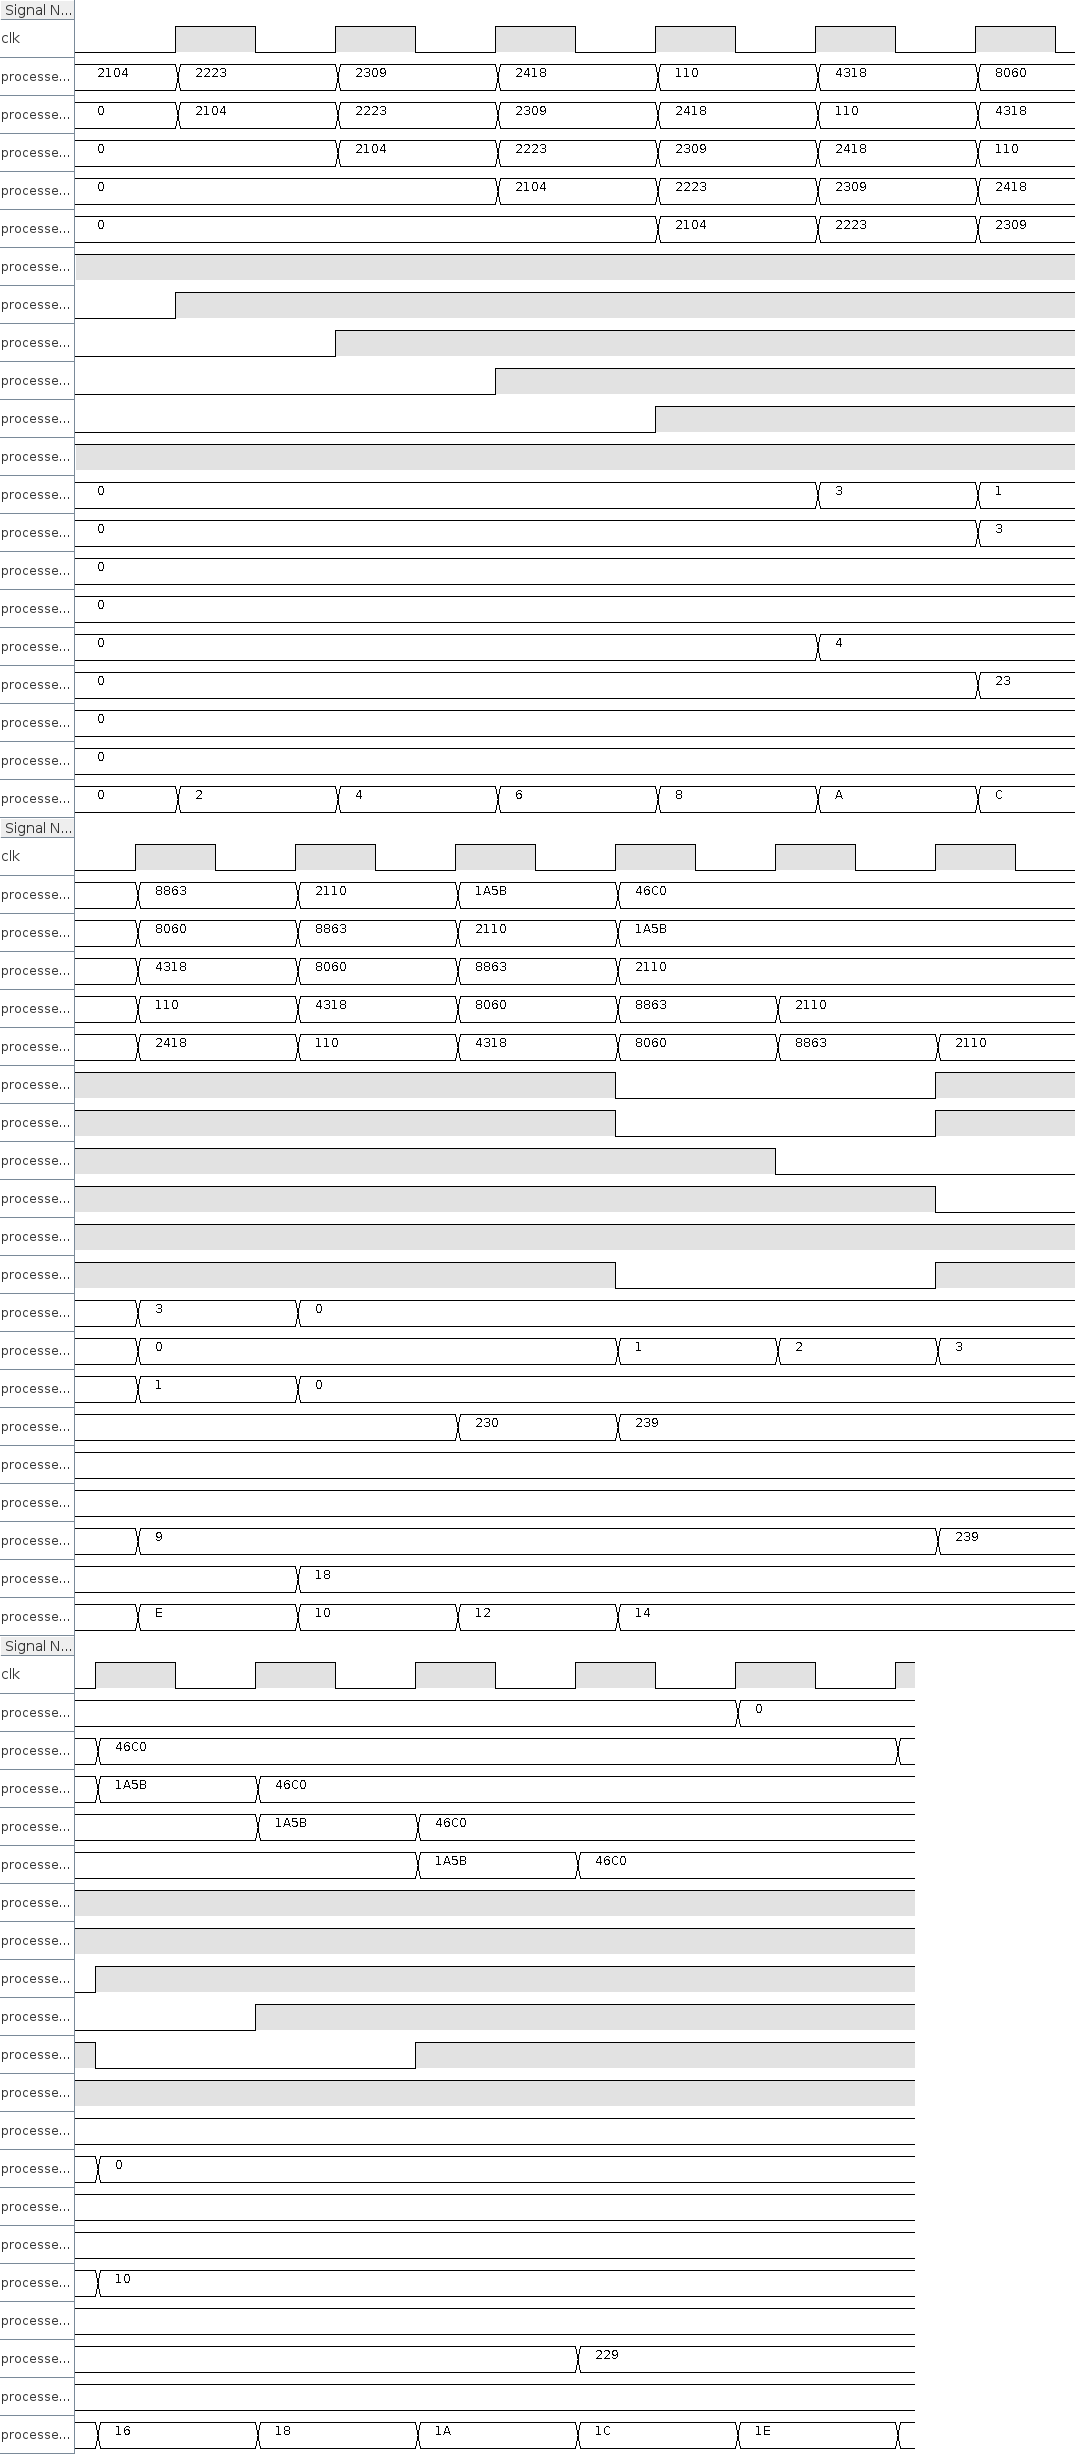 Signal N...
clk
processe... 2104 2223 2309 2418 110 4318 8060
processe... 0 2104 2223 2309 2418 110 4318
processe... 0 2104 2223 2309 2418 110
processe... 0 2104 2223 2309 2418
processe... 0 2104 2223 2309
processe...
processe...
processe...
processe...
processe...
processe...
processe... 0 3 1
processe... 0 3
processe... 0
processe... 0
processe... 0 4
processe... 0 23
processe... 0
processe... 0
processe... 0 2 4 6 8 A C
Signal N...
clk
processe... 8863 2110 1A5B 46C0
processe... 8060 8863 2110 1A5B
processe... 4318 8060 8863 2110
processe... 110 4318 8060 8863 2110
processe... 2418 110 4318 8060 8863 2110
processe...
processe...
processe...
processe...
processe...
processe...
processe... 3 0
processe... 0 1 2 3
processe... 1 0
processe... 230 239
processe...
processe...
processe... 9 239
processe... 18
processe... E 10 12 14
Signal N...
clk
processe... 0
processe... 46C0
processe... 1A5B 46C0
processe... 1A5B 46C0
processe... 1A5B 46C0
processe...
processe...
processe...
processe...
processe...
processe...
processe...
processe... 0
processe...
processe...
processe... 10
processe...
processe... 229
processe...
processe... 16 18 1A 1C 1E